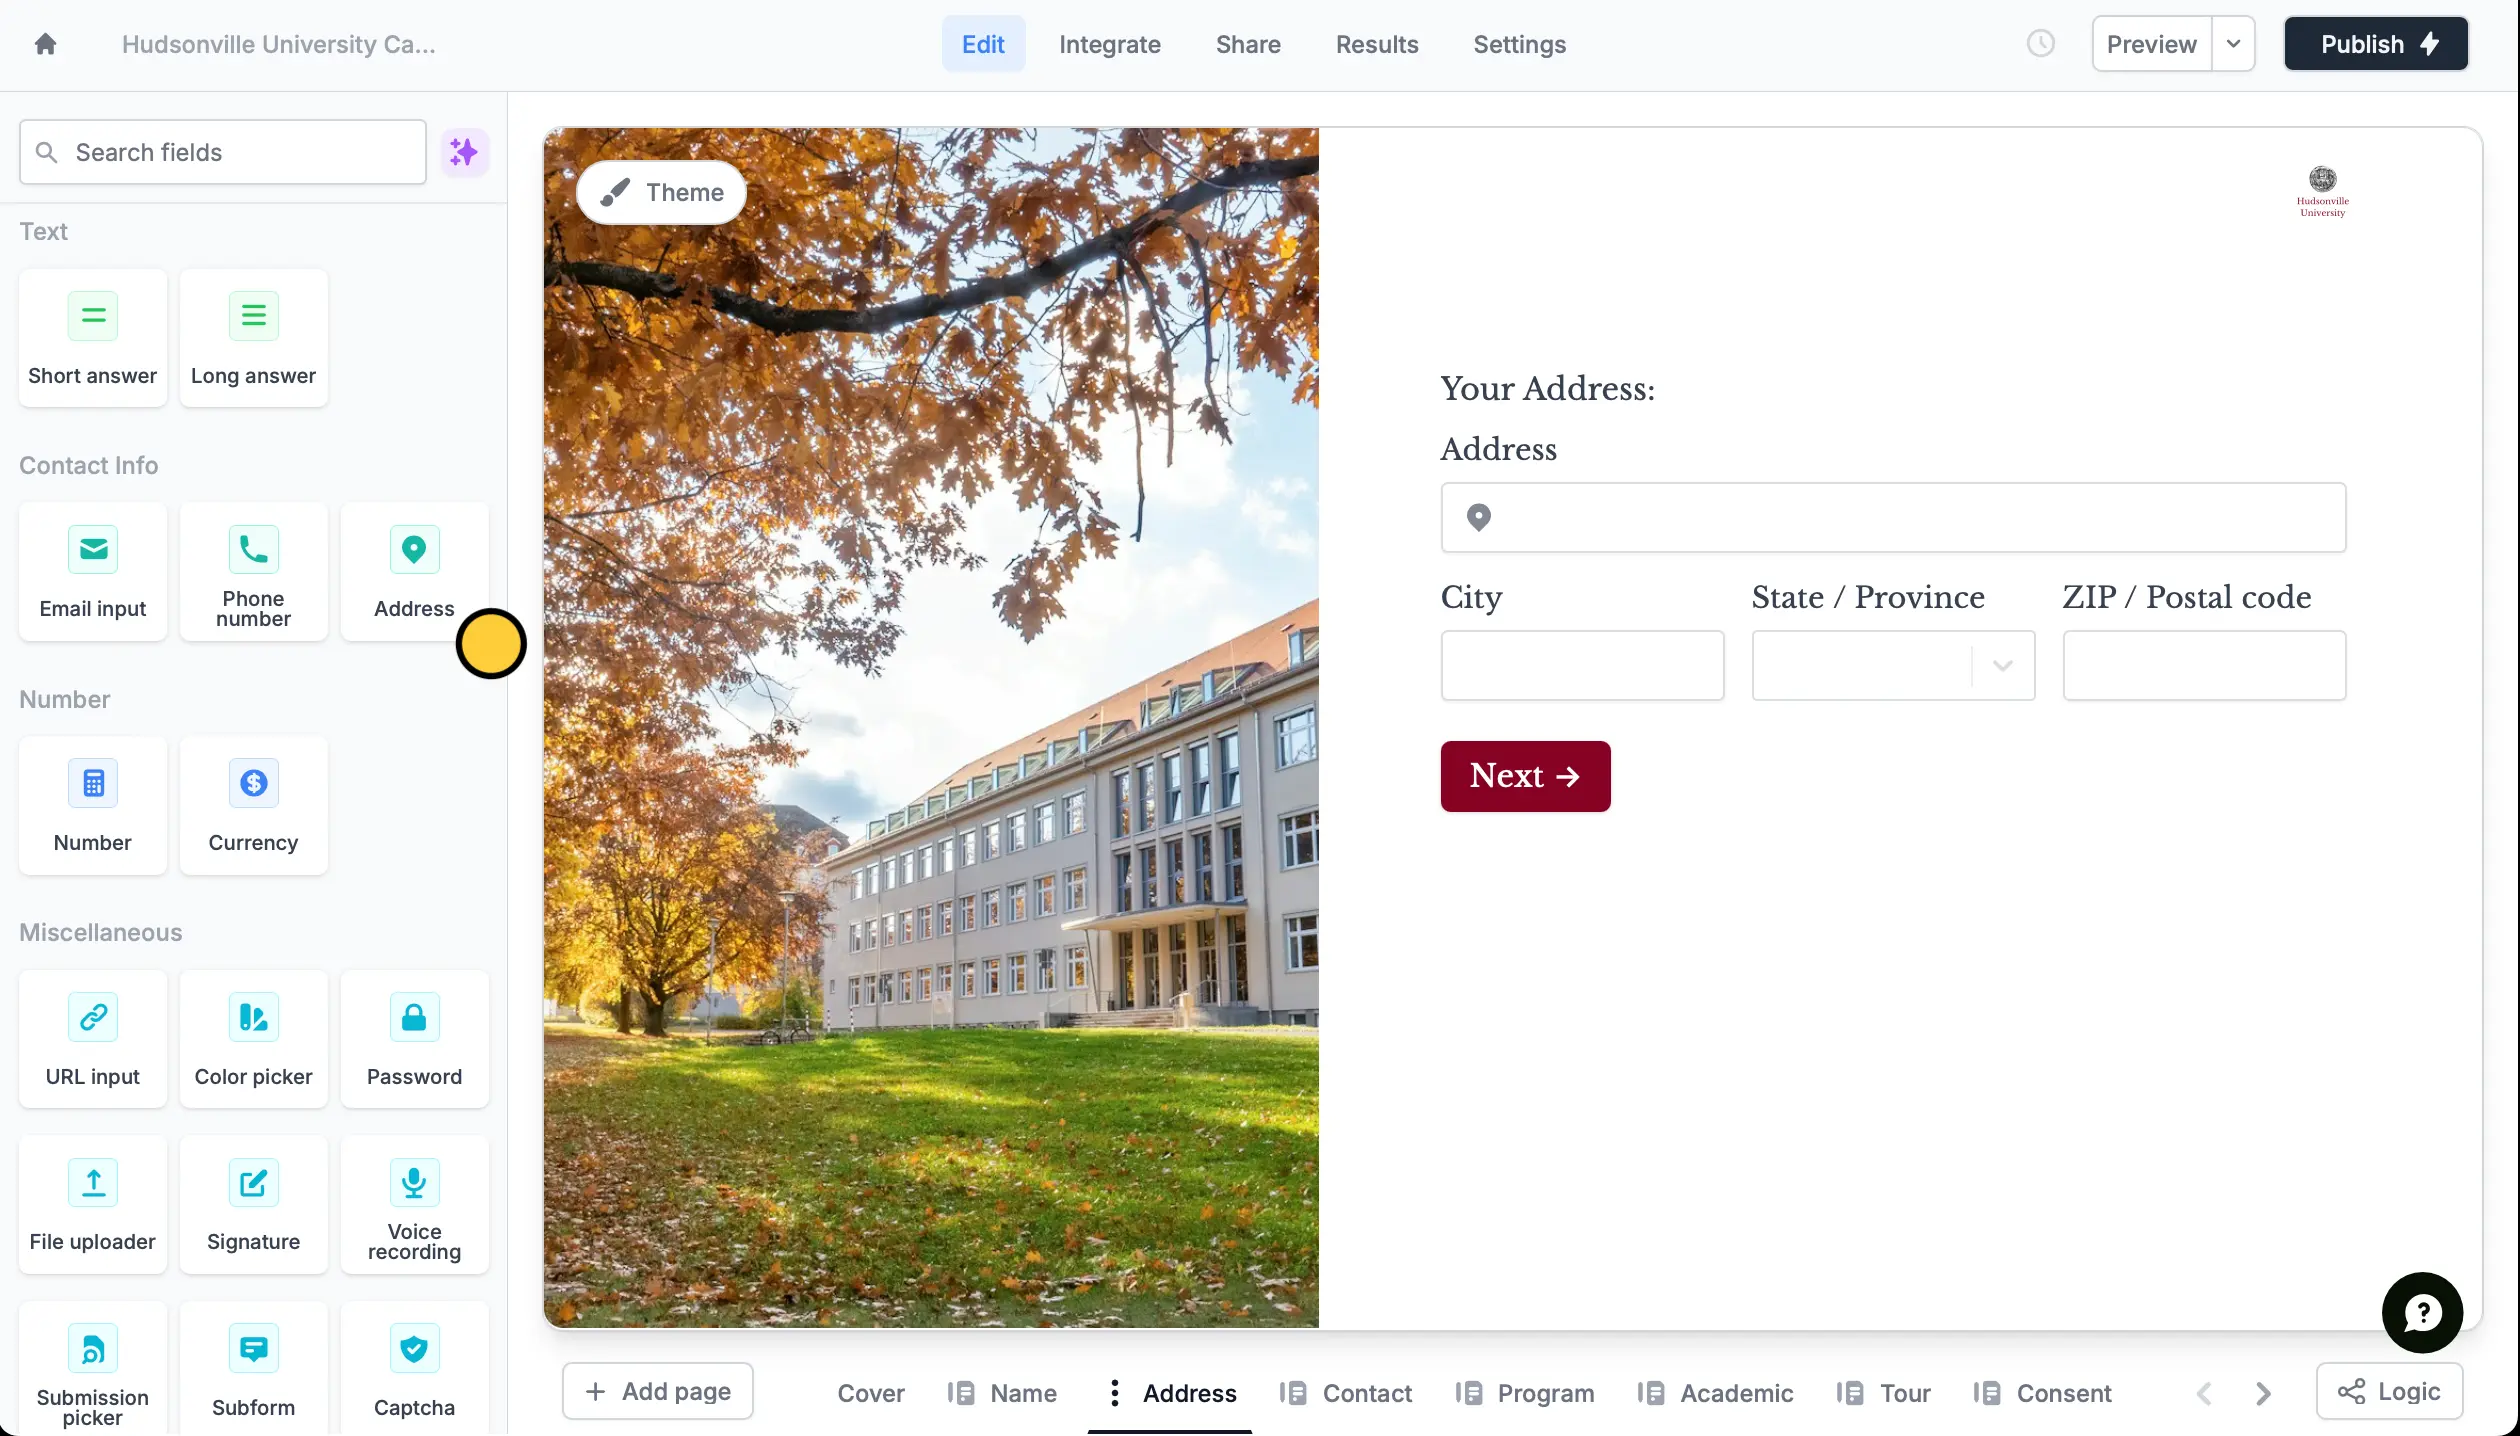 Hudsonville University Ca...
Edit
Integrate
Share
Results
Settings
Preview
Publish
Search fields
Text
Short answer
Long answer
Contact Info
Email input
Phone
number
Address
Number
Number
Currency
Miscellaneous
URL input
Color picker
Password
File uploader
Signature
Voice
recording
Submission
picker
Subform
Captcha
Theme
Hudsonville
University
Your Address:
Address
City
State / Province
ZIP / Postal code
Next →
+ Add page
Cover
Name
Address
Contact
Program
Academic
Tour
Consent
Logic